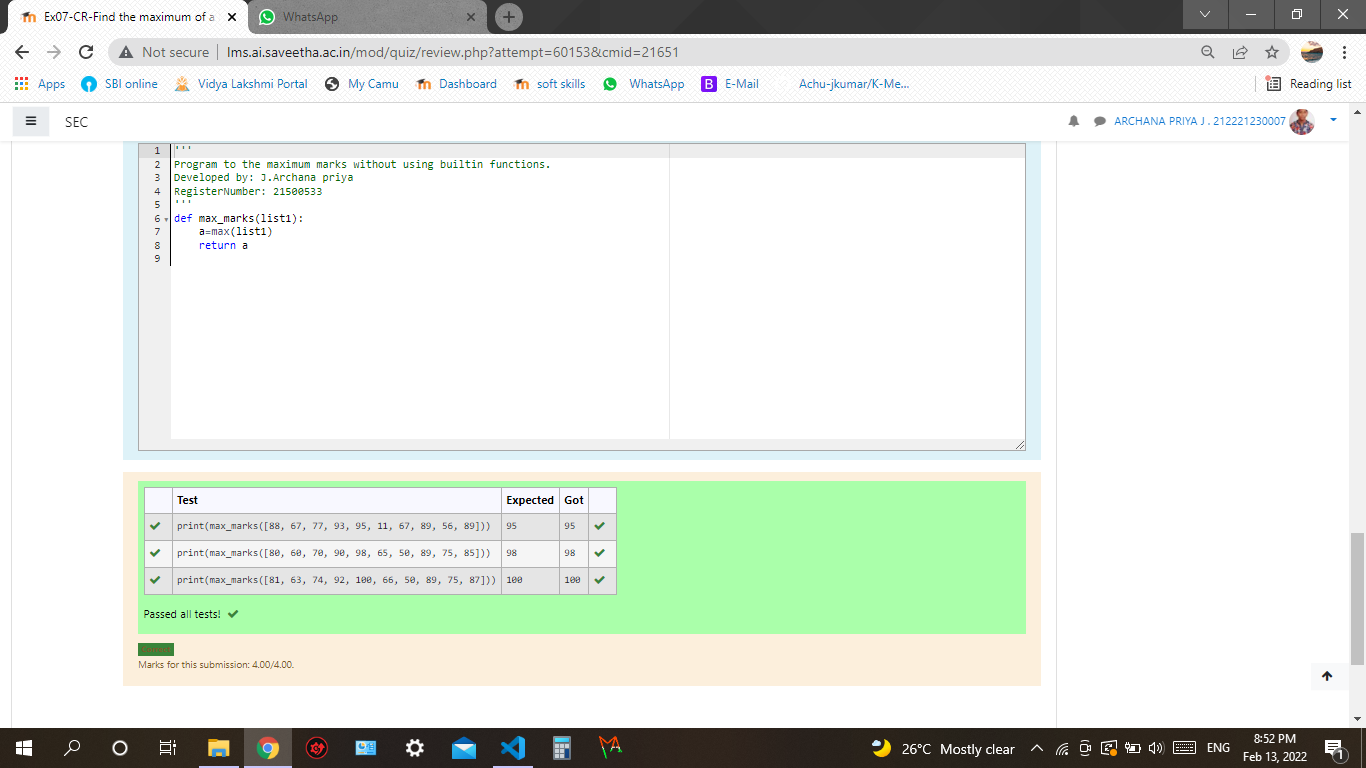 Ex07-CR-Find the maximum of a
WhatsApp
Not secure
lms.ai.saveetha.ac.in/mod/quiz/review.php?attempt=60153&cmid=21651
Apps SBI online Vidya Lakshmi Portal My Camu Dashboard soft skills WhatsApp B E-Mail Achu-jkumar/K-Me... Reading list
SEC ARCHANA PRIYA J . 212221230007
1 '''
2 Program to the maximum marks without using builtin functions.
3 Developed by: J.Archana priya
4 RegisterNumber: 21500533
5 '''
6 def max_marks(list1):
7 a=max(list1)
8 return a
9
Test Expected Got
print(max_marks([88, 67, 77, 93, 95, 11, 67, 89, 56, 89])) 95 95
print(max_marks([80, 60, 70, 90, 98, 65, 50, 89, 75, 85])) 98 98
print(max_marks([81, 63, 74, 92, 100, 66, 50, 89, 75, 87])) 100 100
Passed all tests!
Marks for this submission: 4.00/4.00.
26°C Mostly clear
ENG
8:52 PM
Feb 13, 2022
1